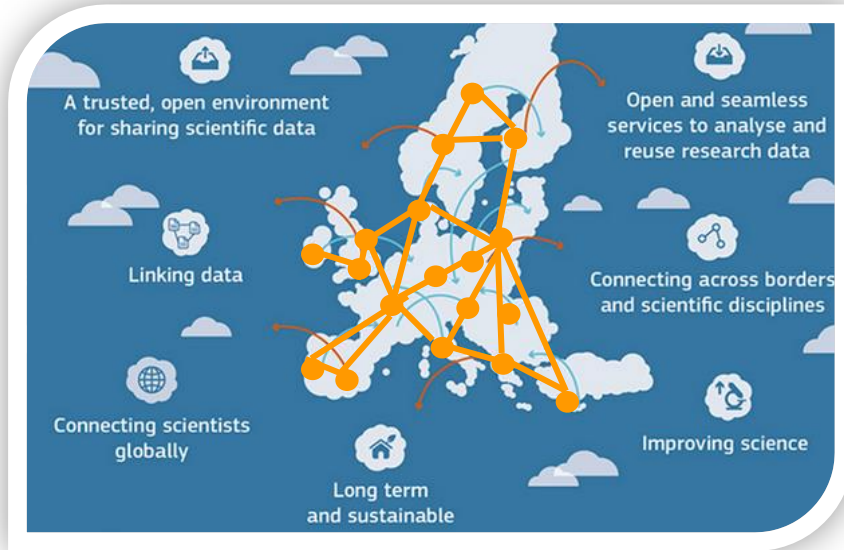 A trusted, open environment
for sharing scientific data
Open and seamless
services to analyse and
reuse research data
Linking data
Connecting across borders
and scientific disciplines
Connecting scientists
globally
Improving science
Long term
and sustainable